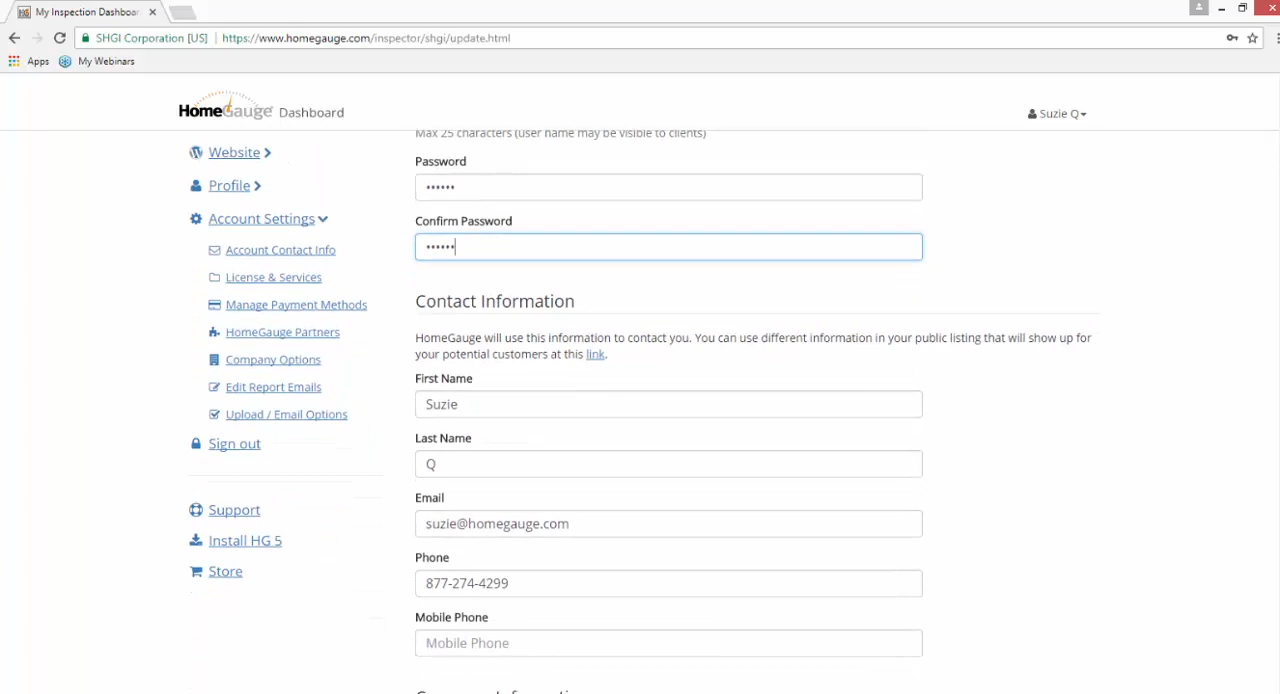 My Inspection Dashboar
SHGI Corporation [US] https://www.homegauge.com/inspector/shgi/update.html
Apps My Webinars
HomeGauge Dashboard
Suzie Q
Max 25 characters (user name may be visible to clients)
Website
Profile
Account Settings
Account Contact Info
License & Services
Manage Payment Methods
HomeGauge Partners
Company Options
Edit Report Emails
Upload / Email Options
Sign out
Support
Install HG 5
Store
Password
••••••
Confirm Password
••••••
Contact Information
HomeGauge will use this information to contact you. You can use different information in your public listing that will show up for
your potential customers at this link.
First Name
Suzie
Last Name
Q
Email
suzie@homegauge.com
Phone
877-274-4299
Mobile Phone
Mobile Phone